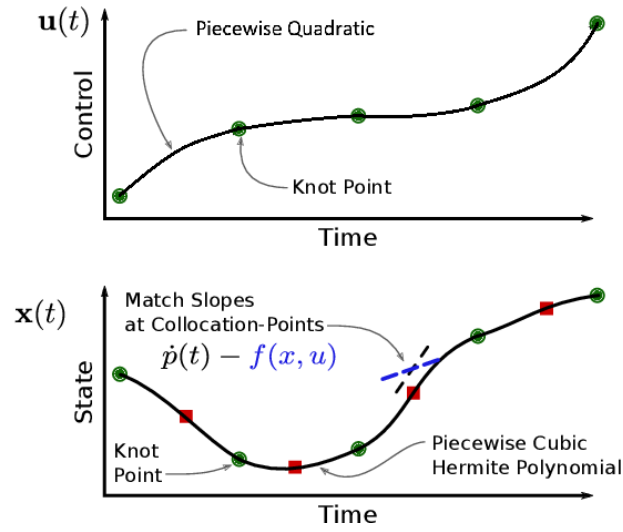 u(t)
Piecewise Quadratic
Control
Knot Point
Time
x(t)
Match Slopes
at Collocation-Points
ṗ(t) − f(x, u)
State
Knot
Point
Piecewise Cubic
Hermite Polynomial
Time